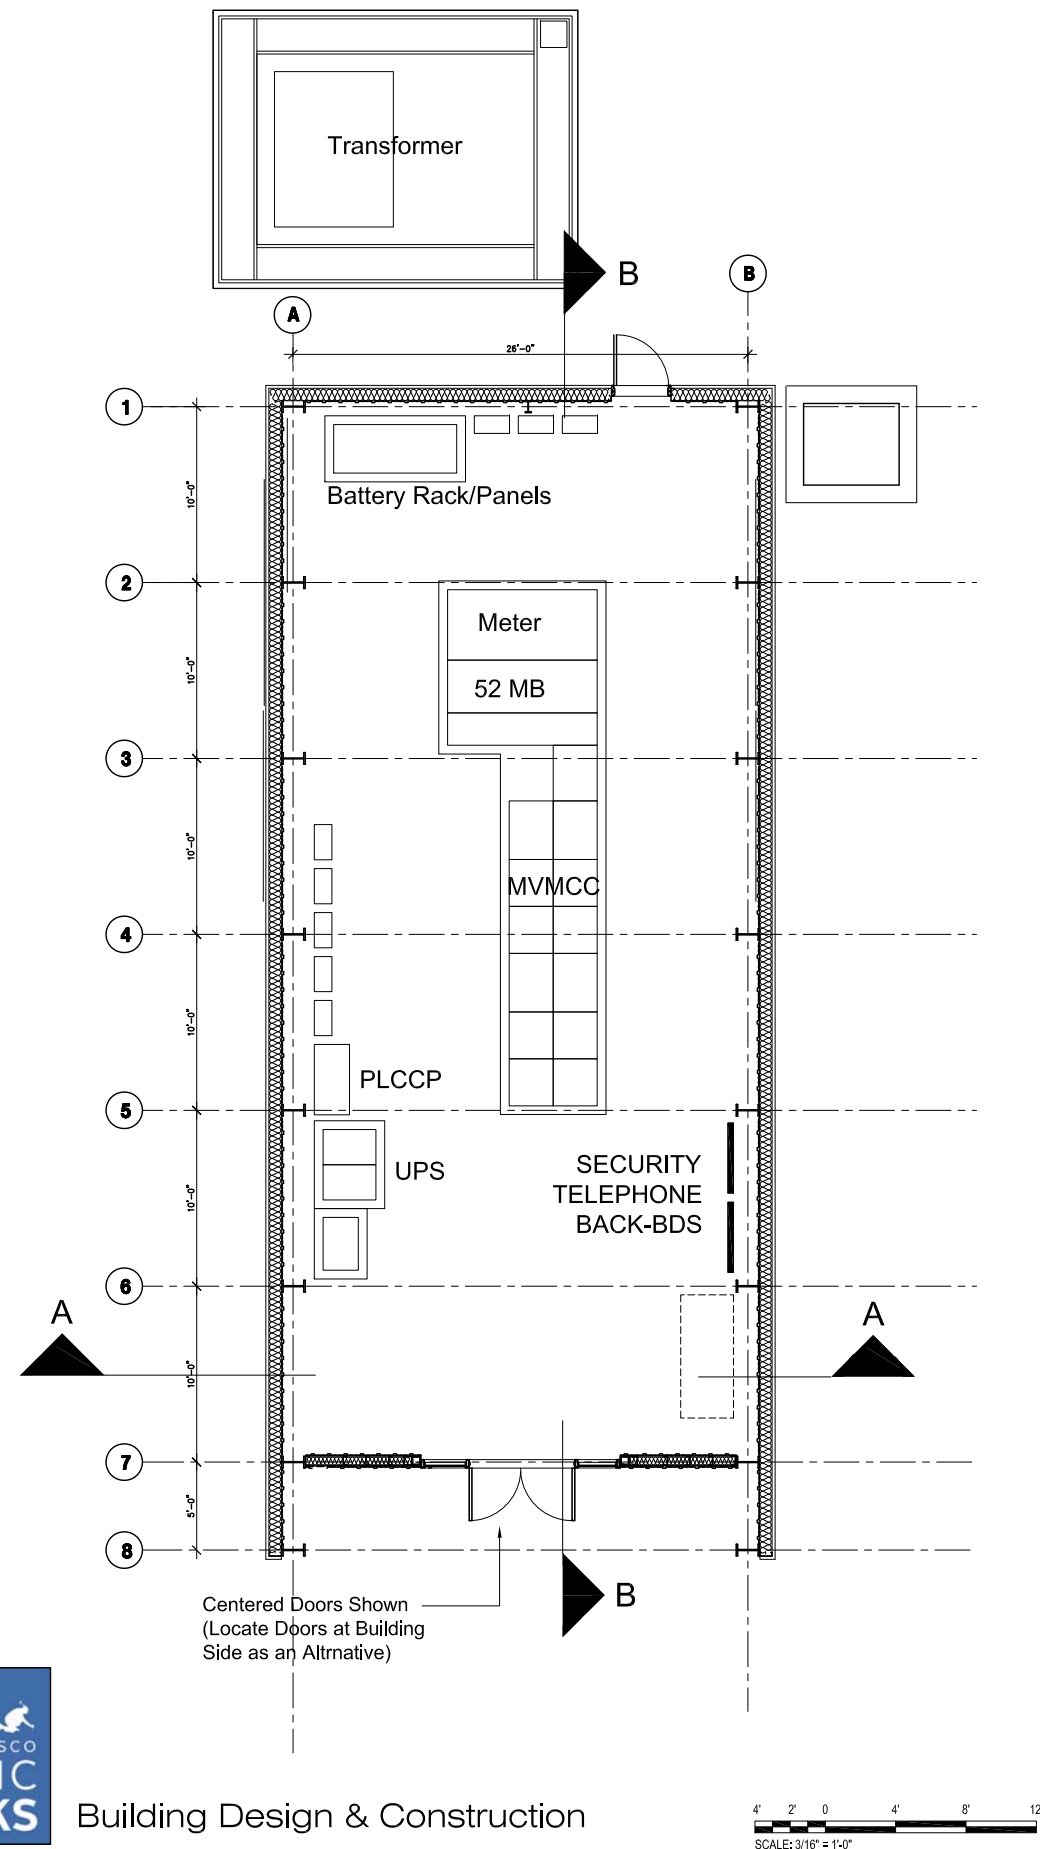 Transformer
B
B
A
26'-0"
1
10'-0"
Battery Rack/Panels
2
Meter
10'-0"
52 MB
3
10'-0"
MVMCC
4
10'-0"
PLCCP
5
SECURITY
TELEPHONE
BACK-BDS
UPS
10'-0"
6
A
A
10'-0"
7
5'-0"
8
B
Centered Doors Shown
(Locate Doors at Building
Side as an Altrnative)
SCO
IC
KS
Building Design & Construction
4' 2' 0 4' 8' 12
SCALE: 3/16" = 1'-0"